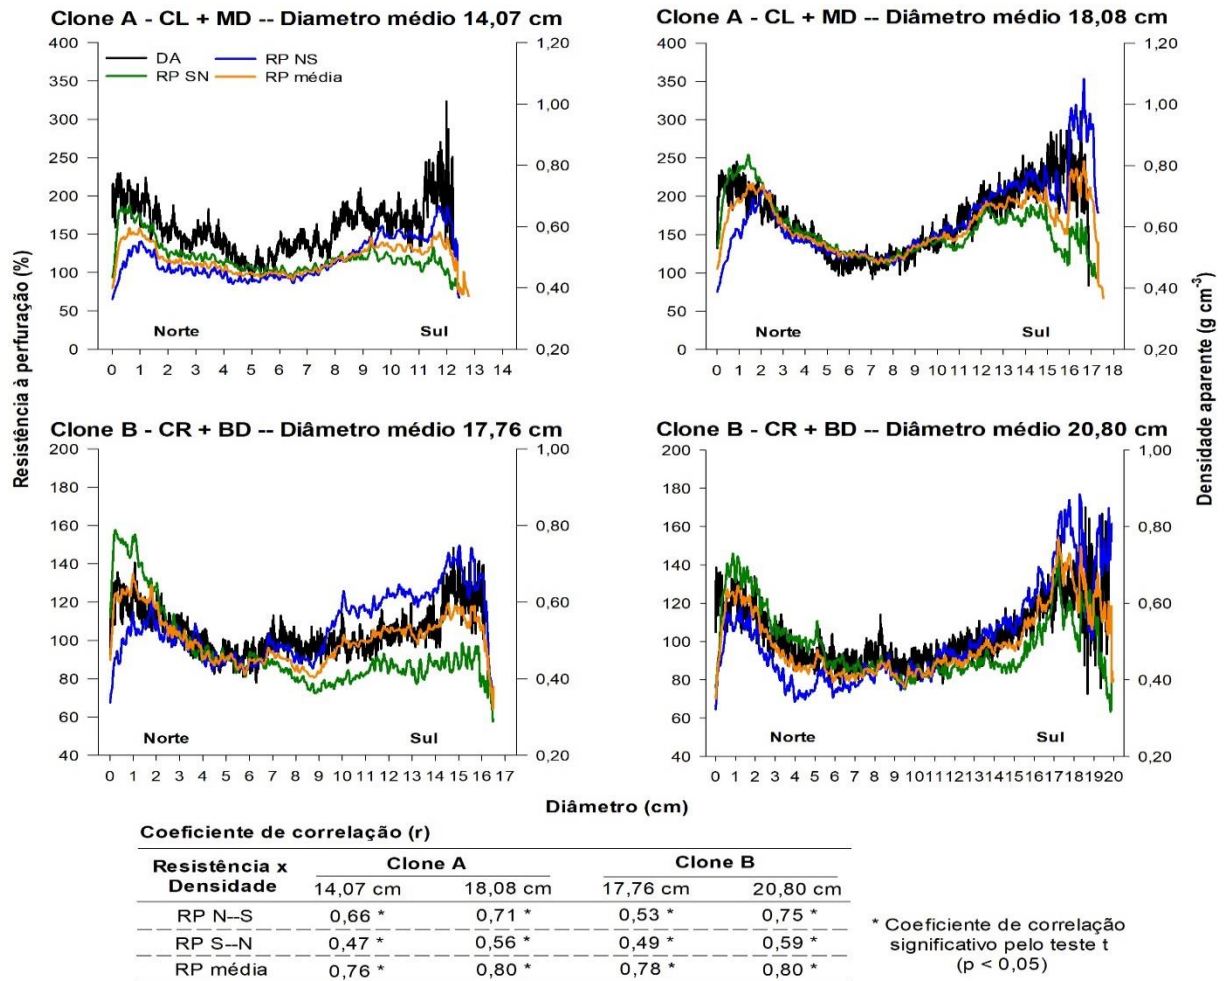 Clone A - CL + MD -- Diametro médio 14,07 cm
Clone A - CL + MD -- Diâmetro médio 18,08 cm
400
350
300
250
200
150
100
50
0
DA
RP NS
RP SN
RP média
Norte
Sul
0 1 2 3 4 5 6 7 8 9 10 11 12 13 14
1,20
1,00
0,80
0,60
0,40
0,20
400
350
300
250
200
150
100
50
0
Norte
Sul
0 1 2 3 4 5 6 7 8 9 10 11 12 13 14 15 16 17 18
1,20
1,00
0,80
0,60
0,40
0,20
Resistência à perfuração (%)
Densidade aparente (g cm-3)
Clone B - CR + BD -- Diâmetro médio 17,76 cm
Clone B - CR + BD -- Diâmetro médio 20,80 cm
200
180
160
140
120
100
80
60
40
Norte
Sul
0 1 2 3 4 5 6 7 8 9 10 11 12 13 14 15 16 17
1,00
0,80
0,60
0,40
0,20
200
180
160
140
120
100
80
60
40
Norte
Sul
0 1 2 3 4 5 6 7 8 9 10 11 12 13 14 15 16 17 18 19 20
1,00
0,80
0,60
0,40
0,20
Diâmetro (cm)
Coeficiente de correlação (r)
Resistência x Densidade
Clone A
Clone B
14,07 cm 18,08 cm 17,76 cm 20,80 cm
RP N--S 0,66 * 0,71 * 0,53 * 0,75 *
RP S--N 0,47 * 0,56 * 0,49 * 0,59 *
RP média 0,76 * 0,80 * 0,78 * 0,80 *
* Coeficiente de correlação
significativo pelo teste t
(p < 0,05)